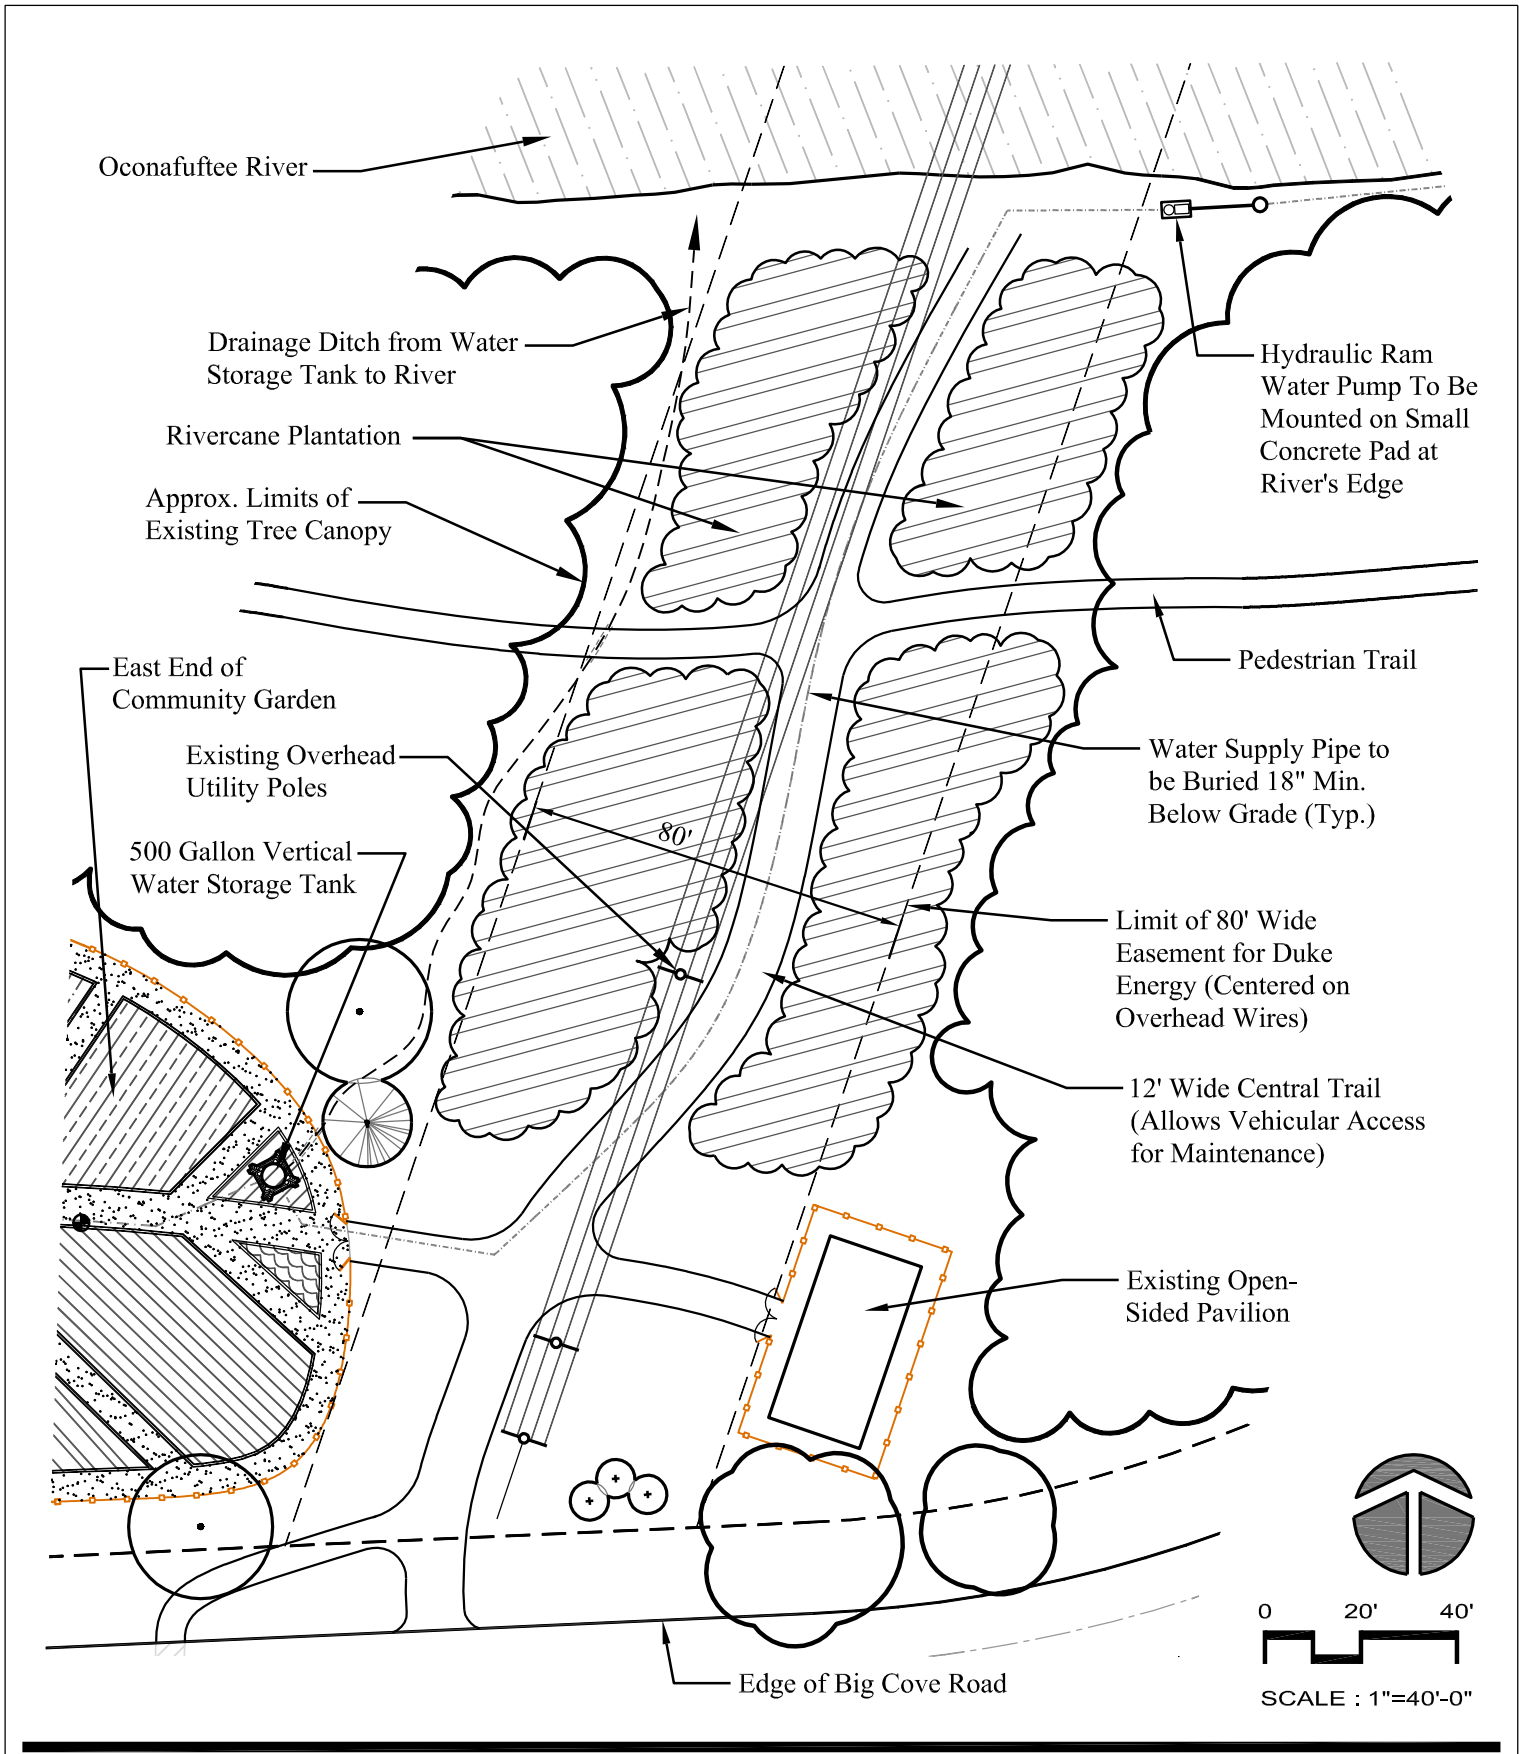 Oconafuftee River
Drainage Ditch from Water
Storage Tank to River
Rivercane Plantation
Approx. Limits of
Existing Tree Canopy
East End of
Community Garden
Existing Overhead
Utility Poles
500 Gallon Vertical
Water Storage Tank
80'
Hydraulic Ram
Water Pump To Be
Mounted on Small
Concrete Pad at
River's Edge
Pedestrian Trail
Water Supply Pipe to
be Buried 18" Min.
Below Grade (Typ.)
Limit of 80' Wide
Easement for Duke
Energy (Centered on
Overhead Wires)
12' Wide Central Trail
(Allows Vehicular Access
for Maintenance)
Existing Open-
Sided Pavilion
Edge of Big Cove Road
0 20' 40'
SCALE : 1"=40'-0"